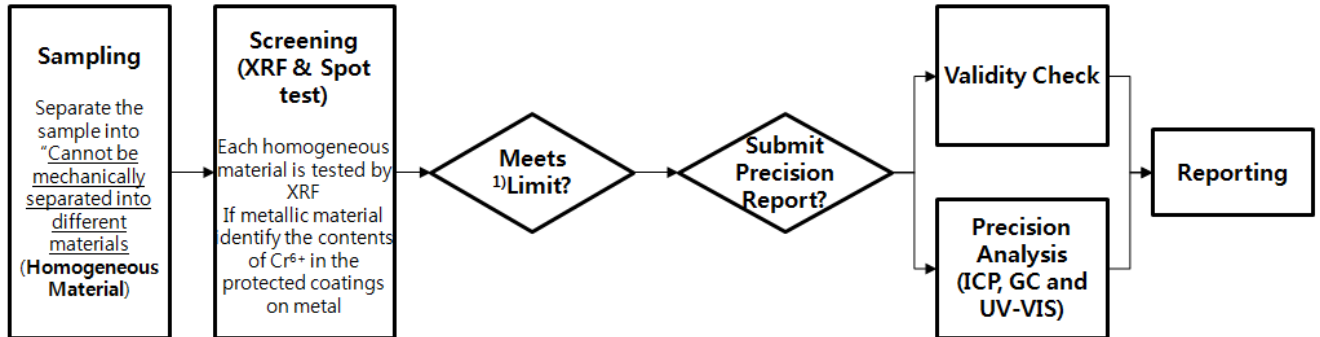 Sampling
Separate the
sample into
“Cannot be
mechanically
separated into
different
materials
(Homogeneous
Material)
Screening
(XRF & Spot
test)
Each homogeneous
material is tested by
XRF
If metallic material
identify the contents
of Cr⁶⁺ in the
protected coatings
on metal
Meets
¹⁾Limit?
Submit
Precision
Report?
Validity Check
Precision
Analysis
(ICP, GC and
UV-VIS)
Reporting